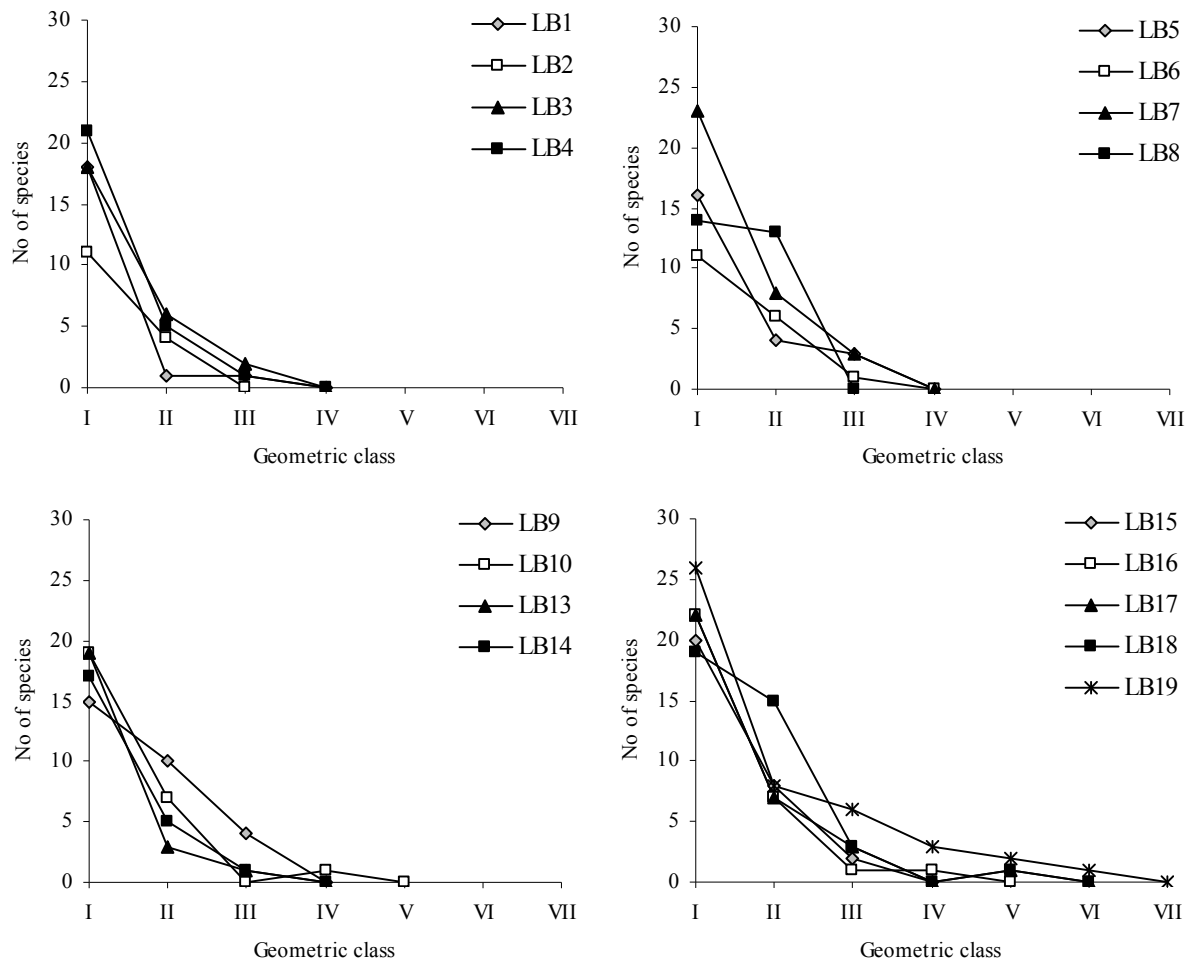 30
25
20
15
10
5
0
No of species
I II III IV V VI VII
Geometric class
LB1
LB2
LB3
LB4
30
25
20
15
10
5
0
No of species
I II III IV V VI VII
Geometric class
LB5
LB6
LB7
LB8
30
25
20
15
10
5
0
No of species
I II III IV V VI VII
Geometric class
LB9
LB10
LB13
LB14
30
25
20
15
10
5
0
No of species
I II III IV V VI VII
Geometric class
LB15
LB16
LB17
LB18
LB19